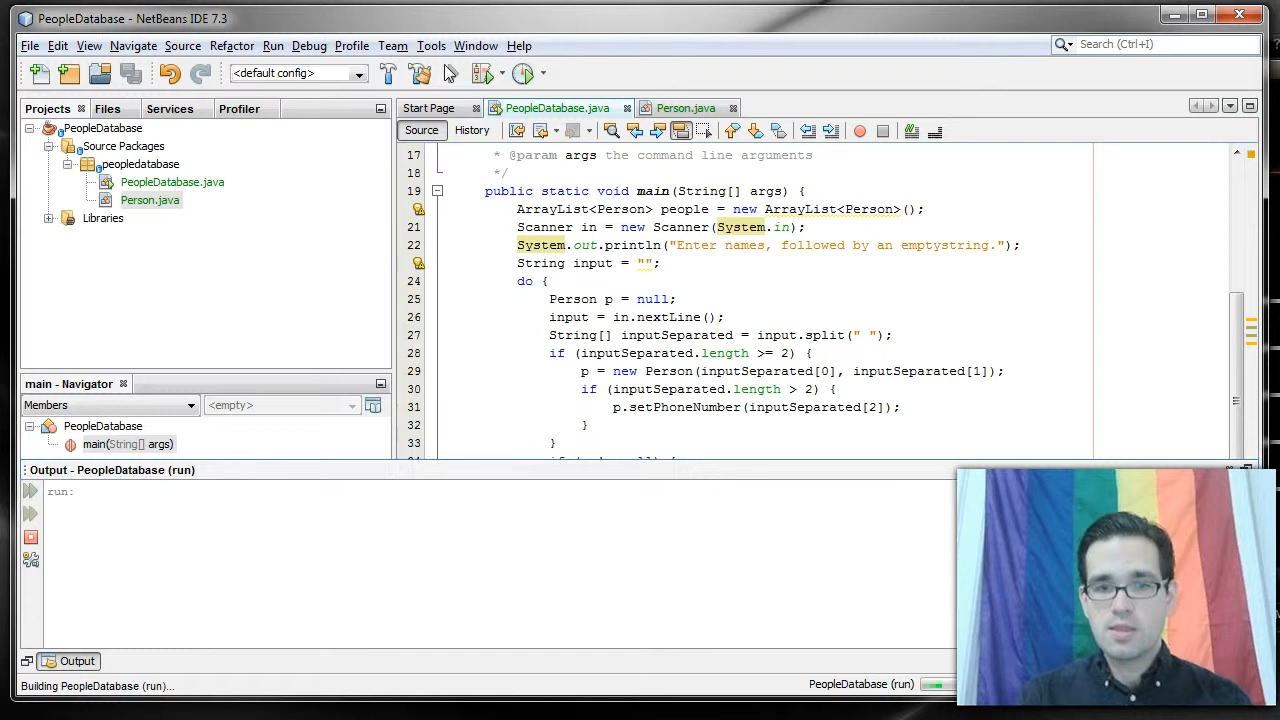 PeopleDatabase - NetBeans IDE 7.3
File Edit View Navigate Source Refactor Run Debug Profile Team Tools Window Help
Search (Ctrl+I)
<default config>
Projects Files Services Profiler
Start Page PeopleDatabase.java Person.java
Source History
PeopleDatabase
Source Packages
peopledatabase
PeopleDatabase.java
Person.java
Libraries
17 * @param args the command line arguments
18 */
19 public static void main(String[] args) {
ArrayList<Person> people = new ArrayList<Person>();
21 Scanner in = new Scanner(System.in);
22 System.out.println("Enter names, followed by an emptystring.");
String input = "";
24 do {
25 Person p = null;
26 input = in.nextLine();
27 String[] inputSeparated = input.split(" ");
28 if (inputSeparated.length >= 2) {
29 p = new Person(inputSeparated[0], inputSeparated[1]);
30 if (inputSeparated.length > 2) {
31 p.setPhoneNumber(inputSeparated[2]);
32 }
33 }
main - Navigator
Members <empty>
PeopleDatabase
main(String[] args)
Output - PeopleDatabase (run)
run:
Output
Building PeopleDatabase (run)...
PeopleDatabase (run)